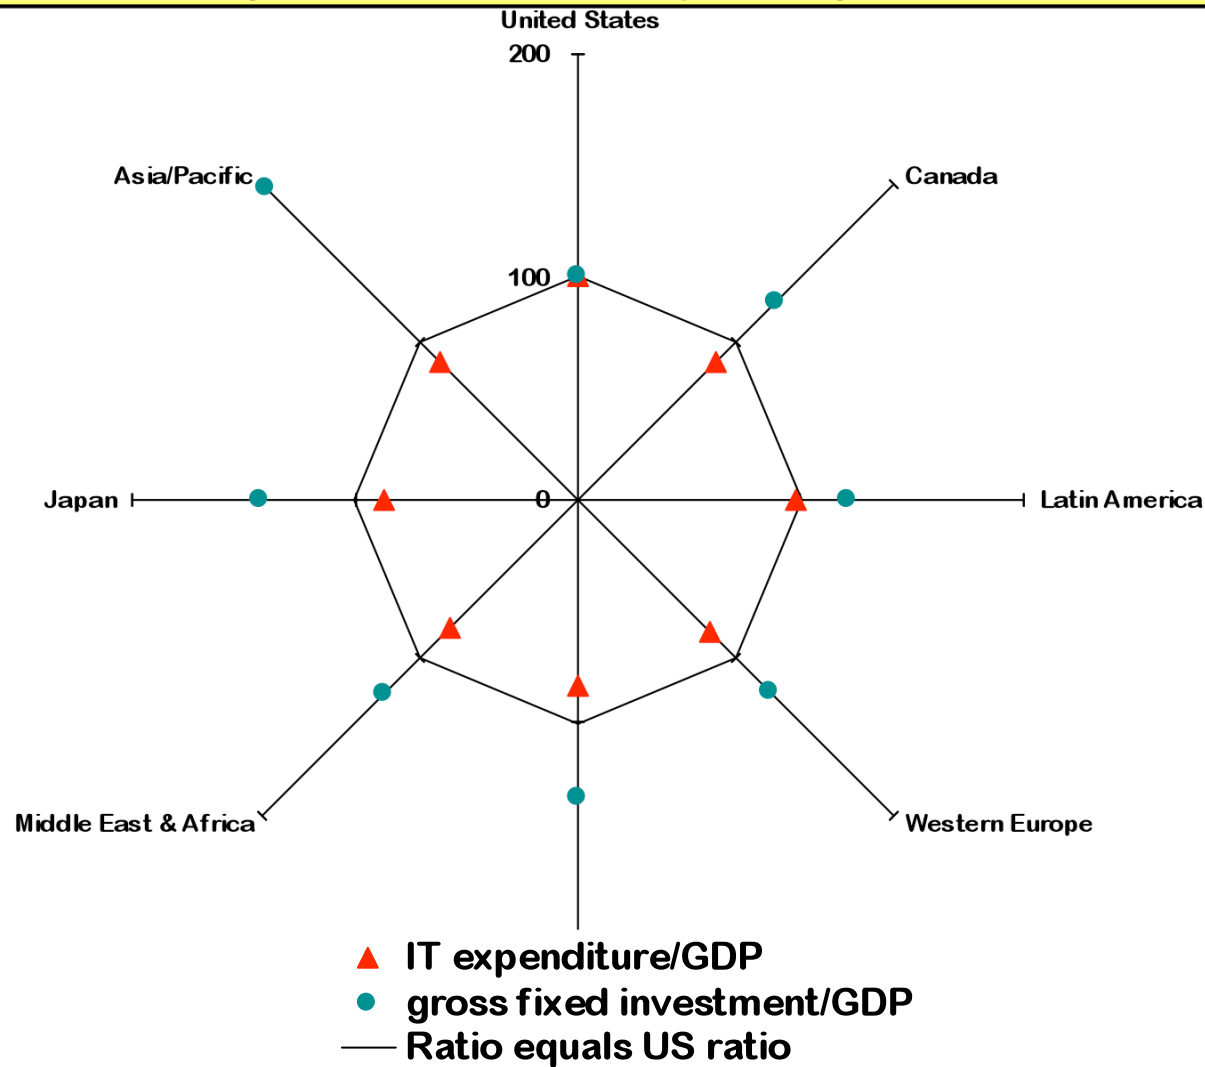 United States
200
Asia/Pacific
Canada
100
Japan
0
Latin America
Middle East & Africa
Western Europe
IT expenditure/GDP
gross fixed investment/GDP
Ratio equals US ratio